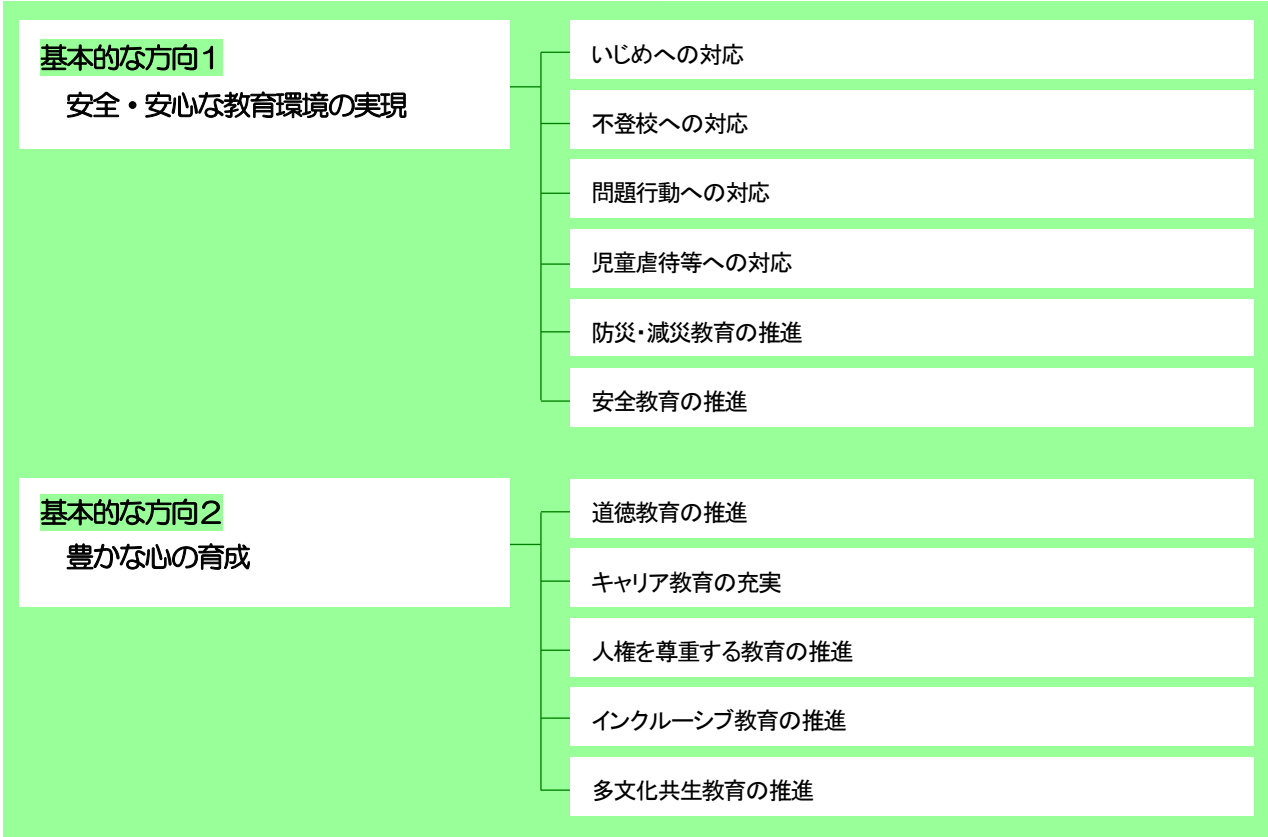 基本的な方向１
安全・安心な教育環境の実現
いじめへの対応
不登校への対応
問題行動への対応
児童虐待等への対応
防災・減災教育の推進
安全教育の推進
基本的な方向２
豊かな心の育成
道徳教育の推進
キャリア教育の充実
人権を尊重する教育の推進
インクルーシブ教育の推進
多文化共生教育の推進